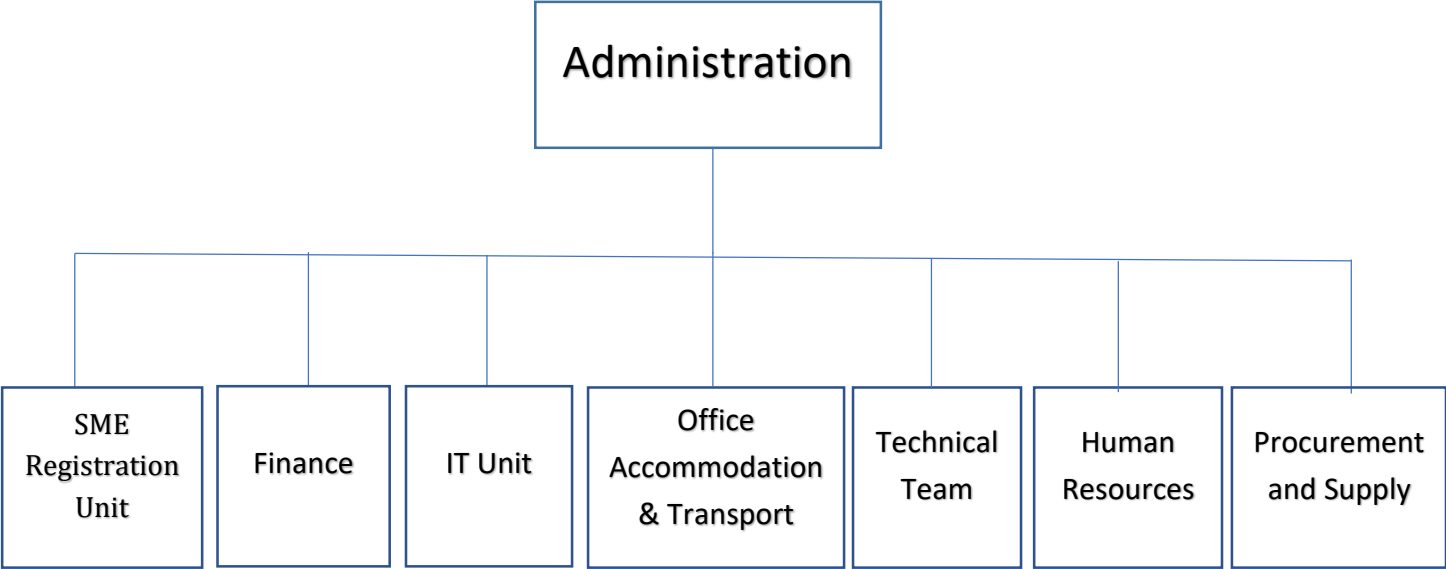 Administration
SME
Registration
Unit
Finance
IT Unit
Office
Accommodation
& Transport
Technical
Team
Human
Resources
Procurement
and Supply